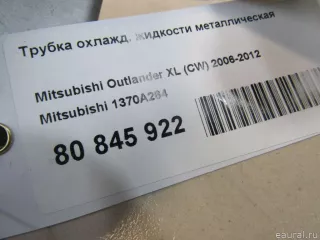 Трубка охлажд. жидкости металлическая
Mitsubishi Outlander XL (CW) 2006-2012
Mitsubishi 1370A284
80 845 922
eaural.ru